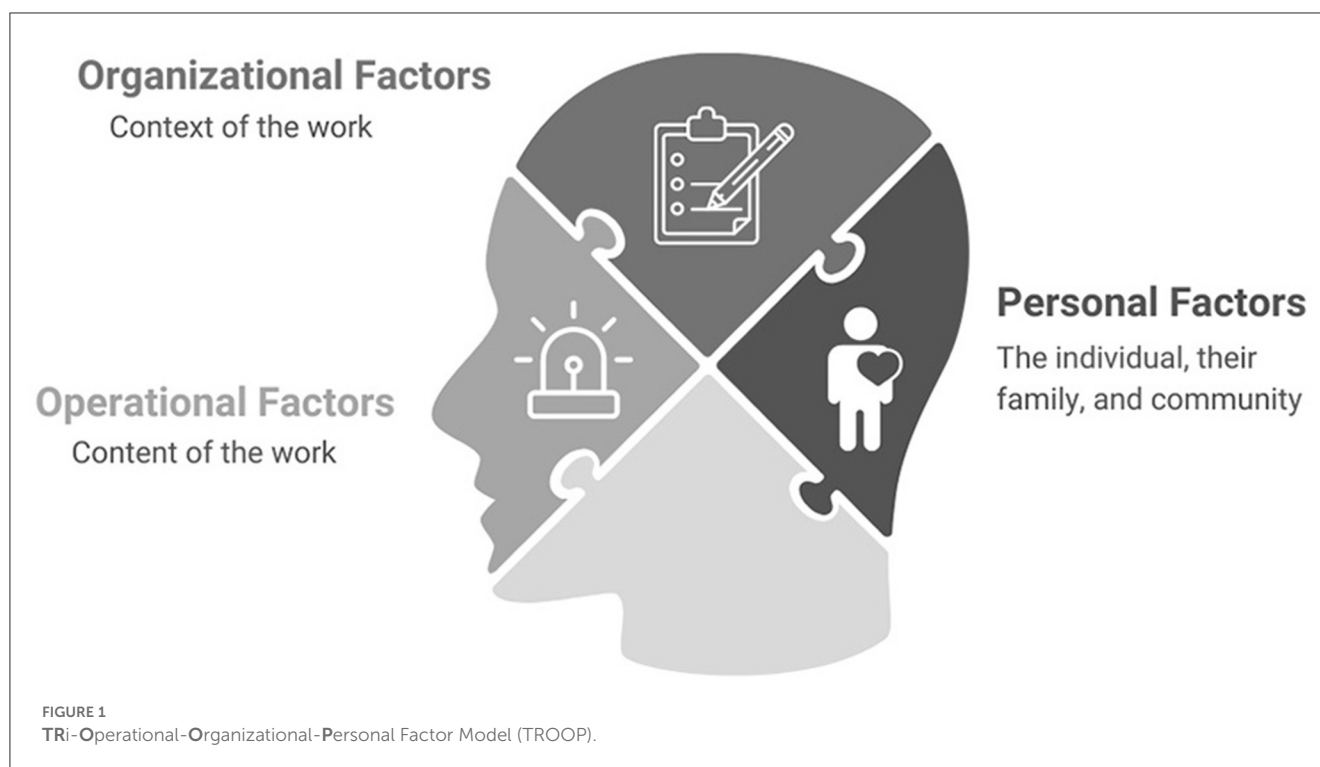 Organizational Factors
Context of the work
Personal Factors
The individual, their
family, and community
Operational Factors
Content of the work
FIGURE 1
TRi-Operational-Organizational-Personal Factor Model (TROOP).